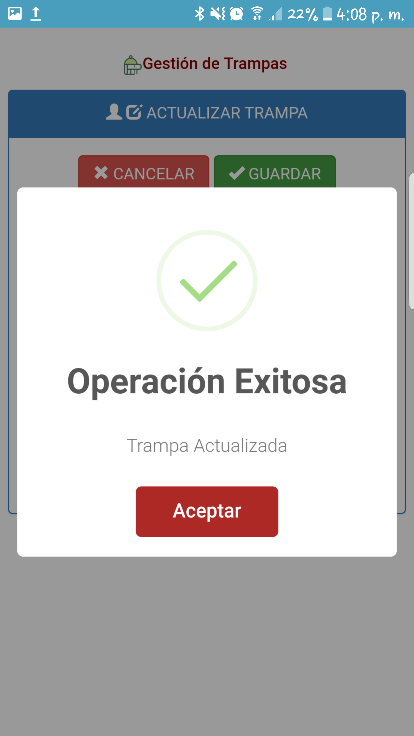 22% 4:08 p. m.
Gestión de Trampas
ACTUALIZAR TRAMPA
CANCELAR GUARDAR
Operación Exitosa
Trampa Actualizada
Aceptar